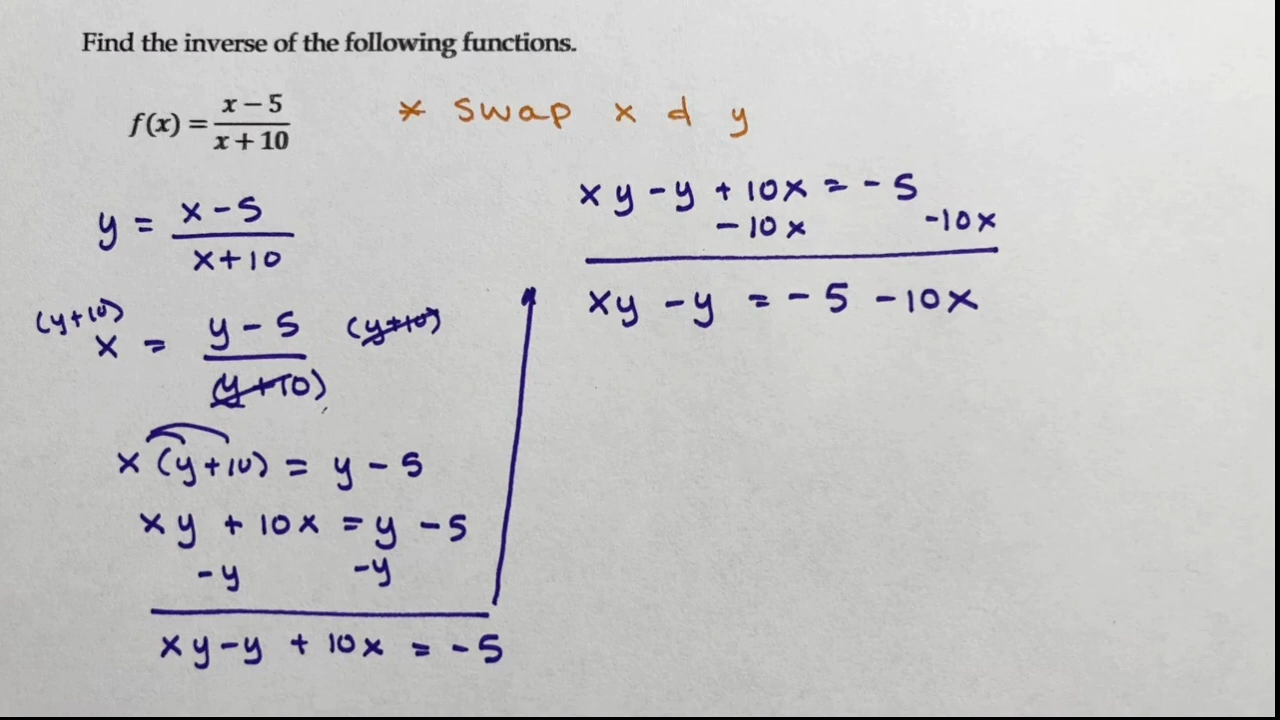 Find the inverse of the following functions.
f(x) = x − 5 / x + 10
* swap x d y
y = x - 5 / x + 10
(y+10) x = y - 5 / (y+10) (y+10)
x (y+10) = y - 5
xy + 10x = y - 5
-y -y
xy - y + 10x = -5
xy - y + 10x = -5
-10x -10x
xy - y = -5 - 10x